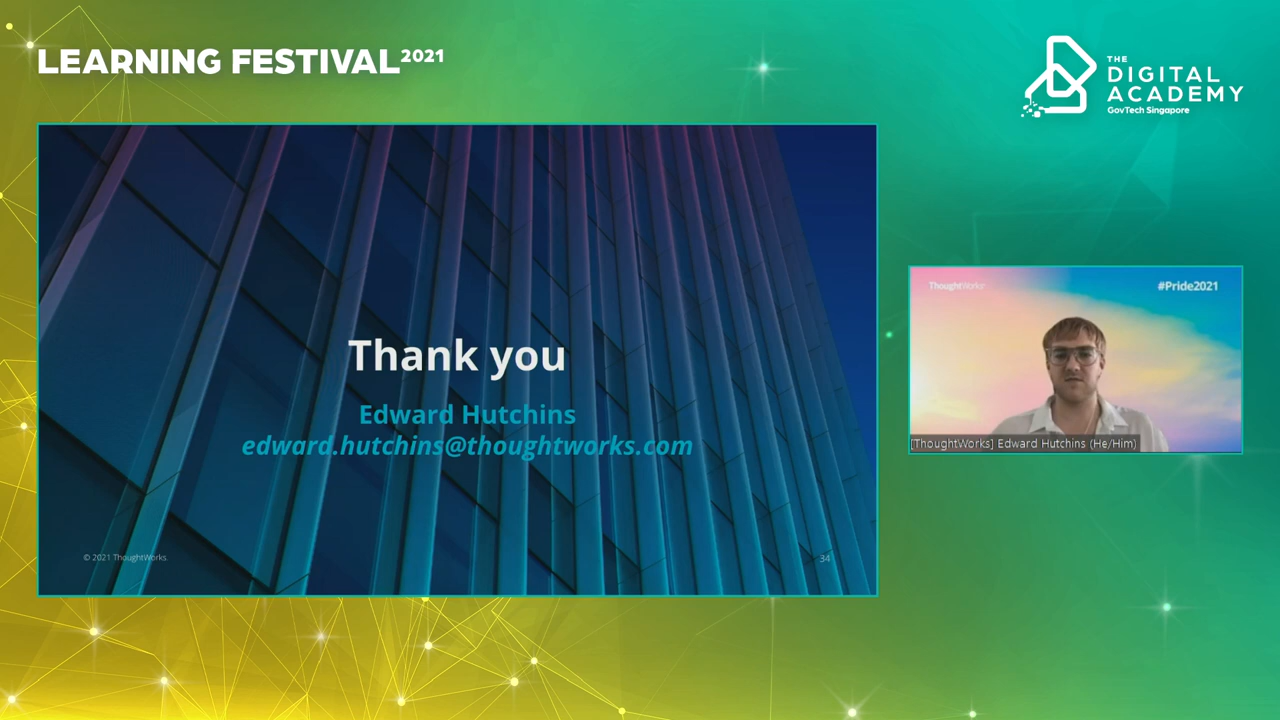 LEARNING FESTIVAL2021
THE
DIGITAL
ACADEMY
GovTech Singapore
Thank you
Edward Hutchins
edward.hutchins@thoughtworks.com
© 2021 ThoughtWorks
34
ThoughtWorks
#Pride2021
[ThoughtWorks] Edward Hutchins (He/Him)